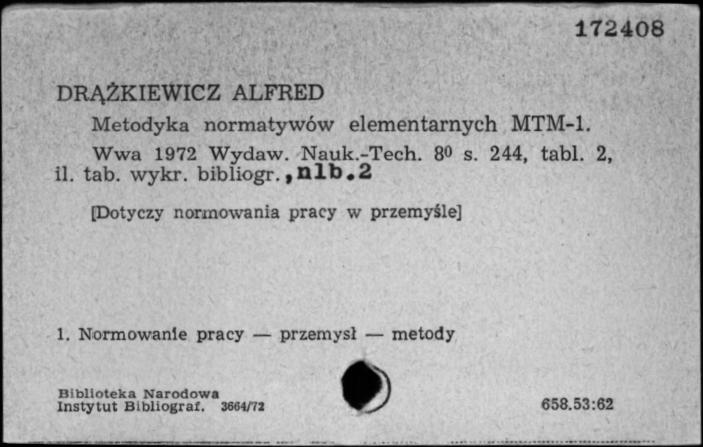 172408
DRĄŻKIEWICZ ALFRED
Metodyka normatywów elementarnych MTM-1.
Wwa 1972 Wydaw. Nauk.-Tech. 8⁰ s. 244, tabl. 2,
il. tab. wykr. bibliogr., nlb.2
[Dotyczy normowania pracy w przemyśle]
1. Normowanie pracy — przemysł — metody
Biblioteka Narodowa
Instytut Bibliograf. 3664/72
658.53:62